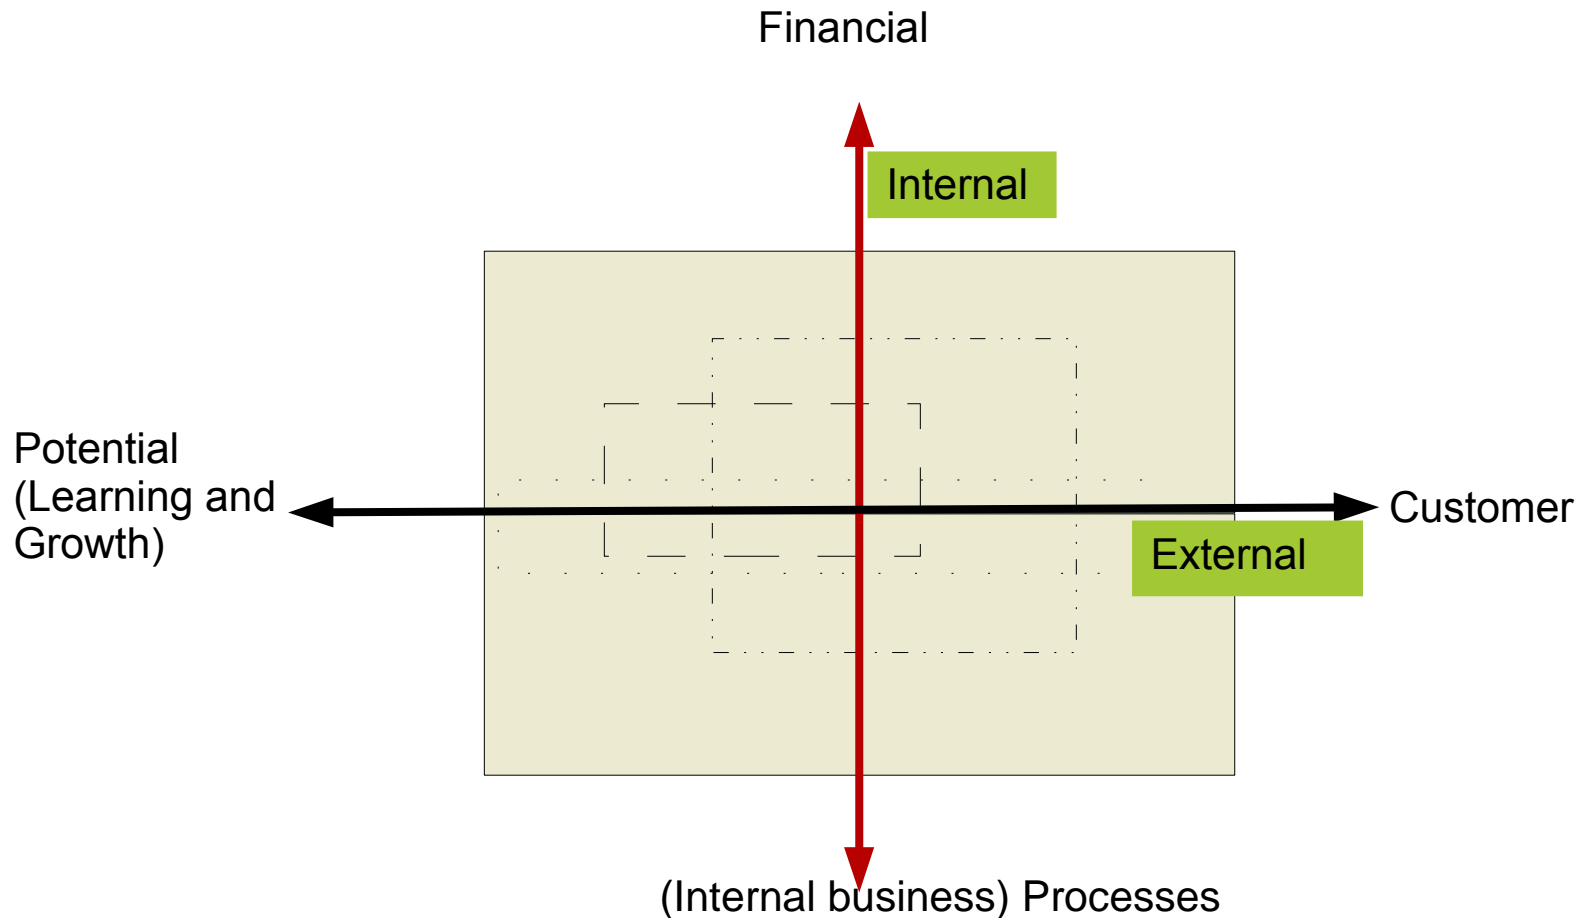 Financial
Internal
Potential
(Learning and
Growth)
Customer
External
(Internal business) Processes